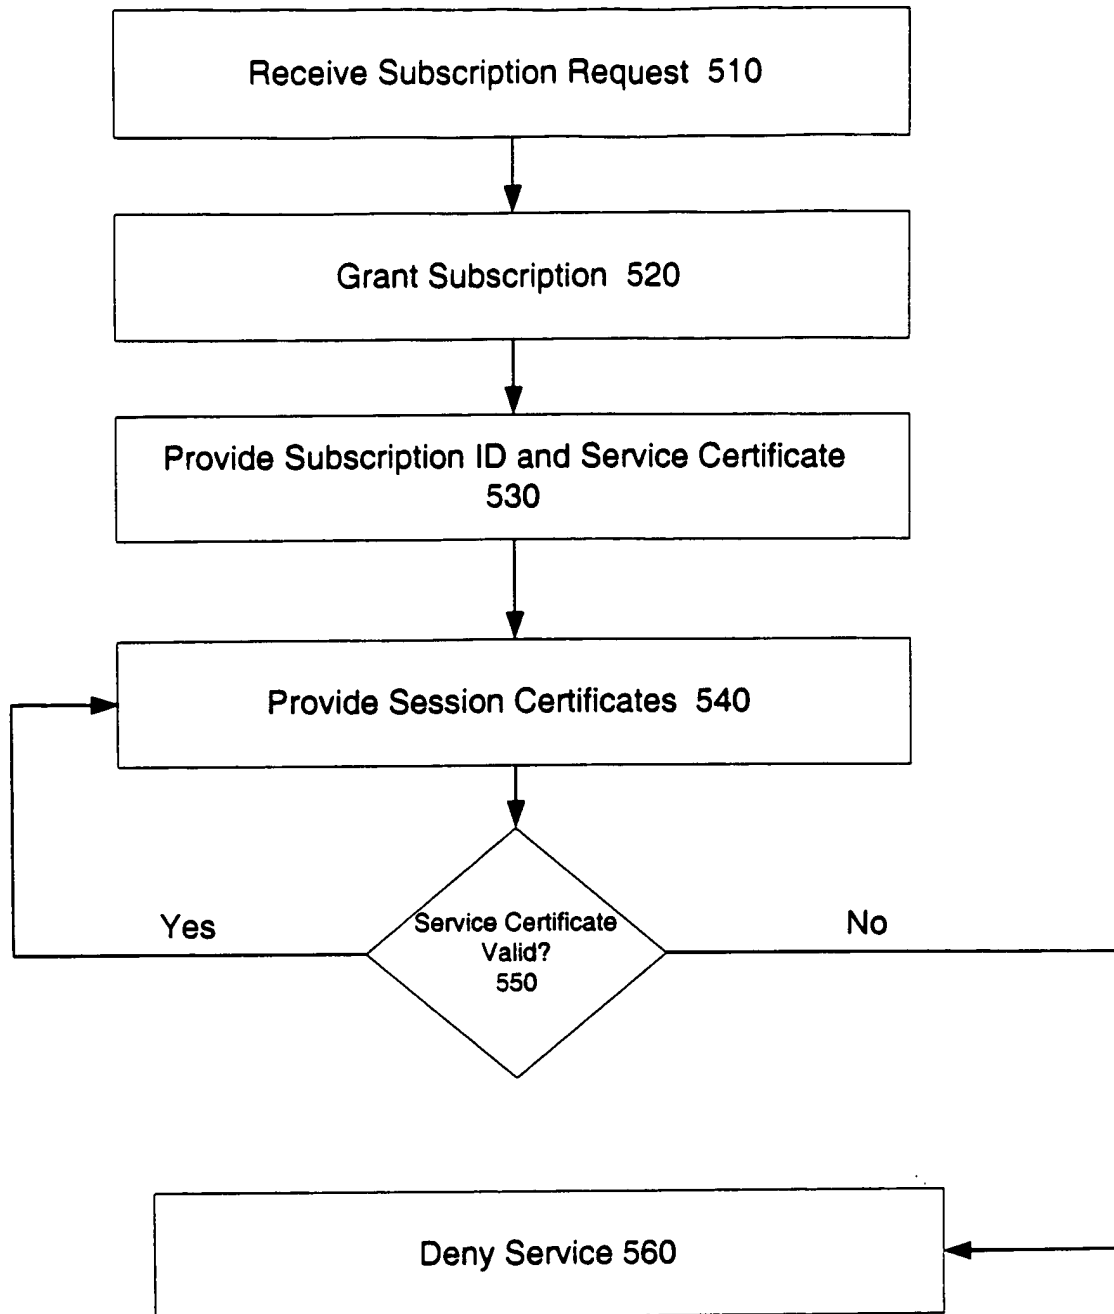 Receive Subscription Request 510
Grant Subscription 520
Provide Subscription ID and Service Certificate
530
Provide Session Certificates 540
Yes
Service Certificate
Valid?
550
No
Deny Service 560